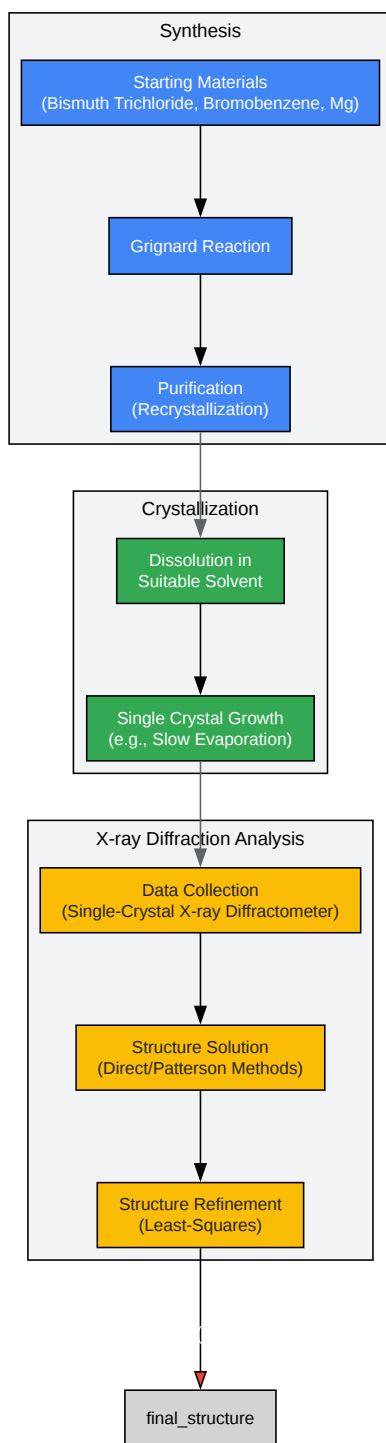 Synthesis
Starting Materials
(Bismuth Trichloride, Bromobenzene, Mg)
Grignard Reaction
Purification
(Recrystallization)
Crystallization
Dissolution in
Suitable Solvent
Single Crystal Growth
(e.g., Slow Evaporation)
X-ray Diffraction Analysis
Data Collection
(Single-Crystal X-ray Diffractometer)
Structure Solution
(Direct/Patterson Methods)
Structure Refinement
(Least-Squares)
final_structure